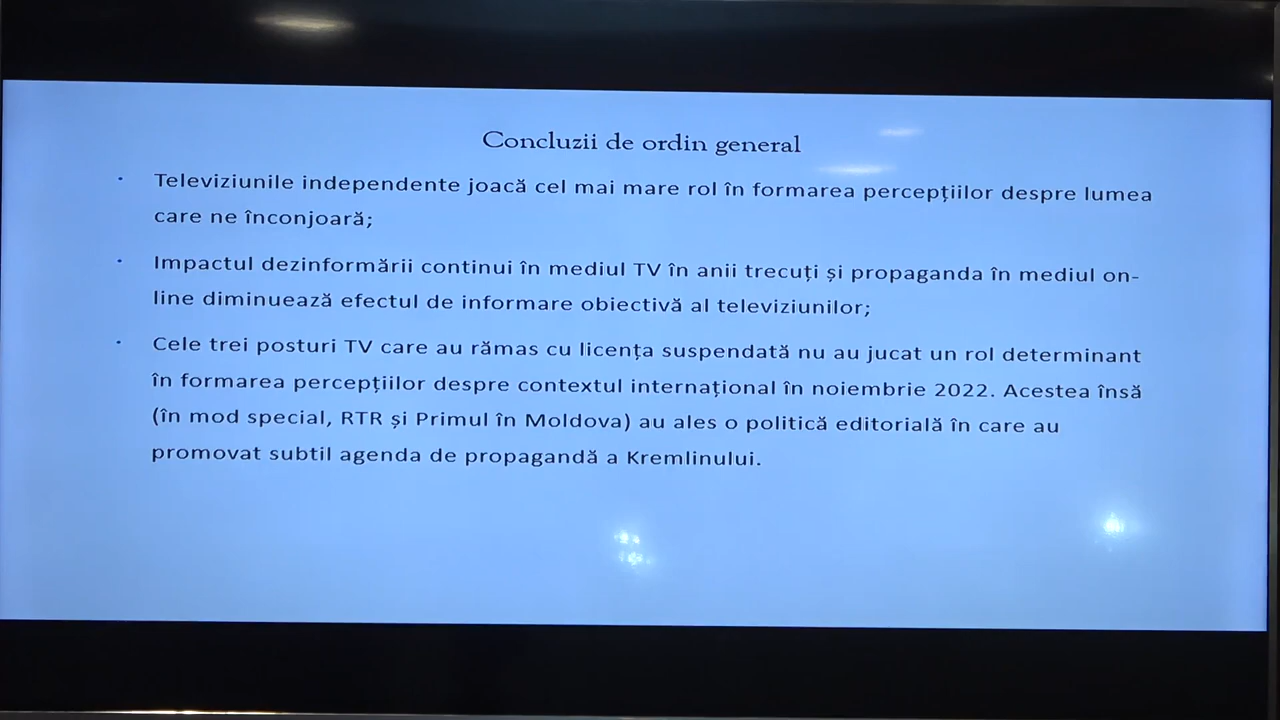 Concluzii de ordin general
· Televiziunile independente joacă cel mai mare rol în formarea percepțiilor despre lumea
care ne înconjoară;
· Impactul dezinformării continui în mediul TV în anii trecuți și propaganda în mediul on-
line diminuează efectul de informare obiectivă al televiziunilor;
· Cele trei posturi TV care au rămas cu licența suspendată nu au jucat un rol determinant
în formarea percepțiilor despre contextul internațional în noiembrie 2022. Acestea însă
(în mod special, RTR și Primul în Moldova) au ales o politică editorială în care au
promovat subtil agenda de propagandă a Kremlinului.